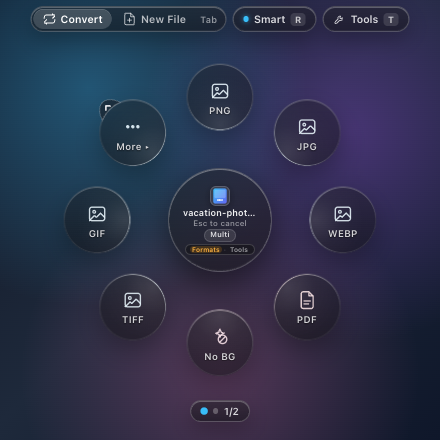 Convert New File Tab Smart R Tools T
PNG
More JPG
vacation-phot...
Esc to cancel
GIF WEBP
Multi
Formats Tools
TIFF PDF
No BG
1/2